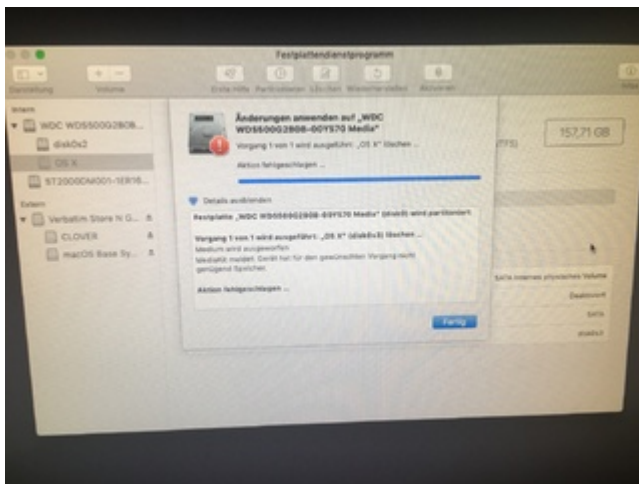 Festplattendienstprogramm
Darstellung
Volume
Erste Hilfe Partitionieren Löschen Wiederherstellen Aktivieren
Intern
WDC WDS500G2B0B...
disk0s2
OS X
ST2000DM001-1ER16...
Extern
Verbatim Store N G...
CLOVER
macOS Base Sy...
Änderungen anwenden auf „WDC
WDS500G2B0B-00YS70 Media“
Vorgang 1 von 1 wird ausgeführt: „OS X“ löschen ...
Aktion fehlgeschlagen ...
Details ausblenden
Festplatte „WDC WDS500G2B0B-00YS70 Media“ (disk0) wird partitioniert
Vorgang 1 von 1 wird ausgeführt: „OS X“ (disk0s3) löschen ...
Medium wird ausgeworfen
MediaKit meldet: Gerät hat für den gewünschten Vorgang nicht
genügend Speicher.
Aktion fehlgeschlagen ...
Fertig
157,71 GB
SATA Internes physisches Volume
Deaktiviert
SATA
disk0s3